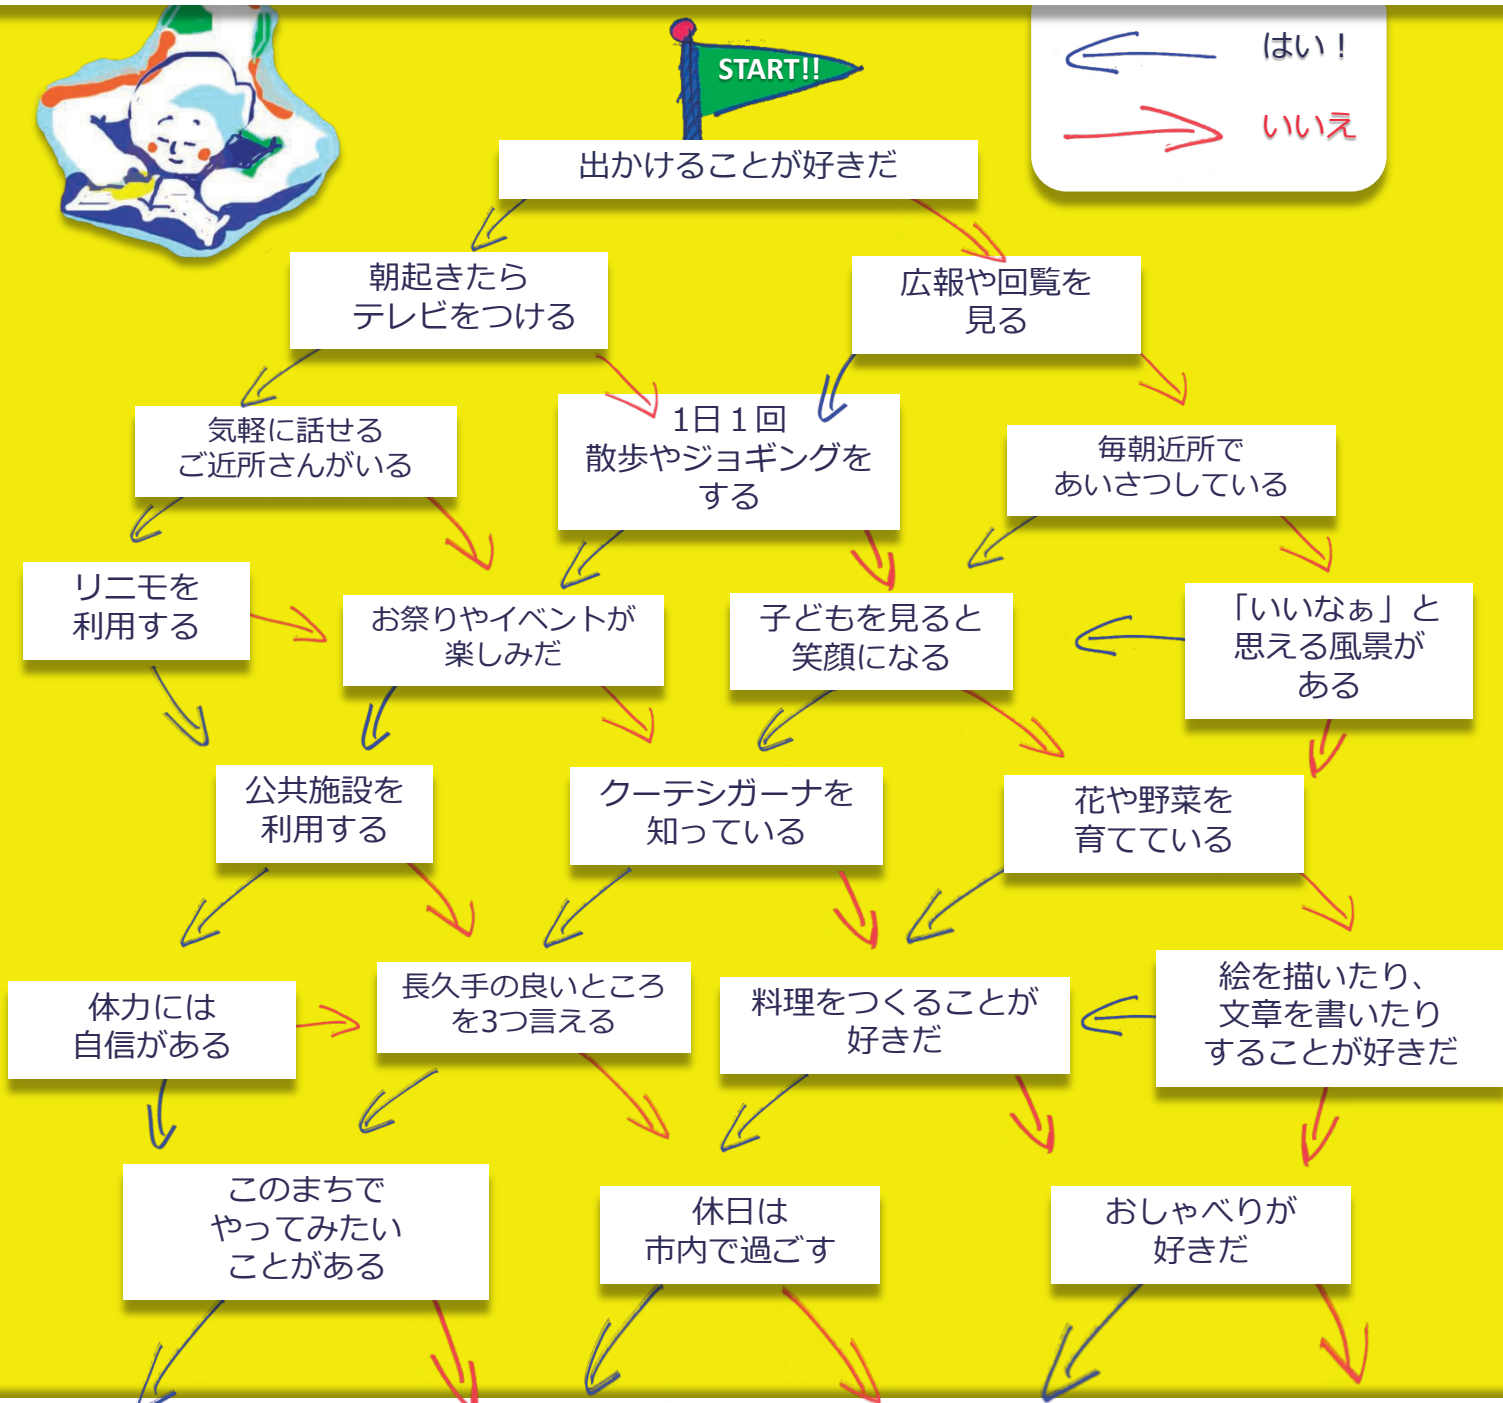 START!!
はい！
いいえ
出かけることが好きだ
朝起きたら
テレビをつける
広報や回覧を
見る
気軽に話せる
ご近所さんがいる
1日１回
散歩やジョギングを
する
毎朝近所で
あいさつしている
リニモを
利用する
お祭りやイベントが
楽しみだ
子どもを見ると
笑顔になる
「いいなぁ」と
思える風景が
ある
公共施設を
利用する
クーテシガーナを
知っている
花や野菜を
育てている
体力には
自信がある
長久手の良いところ
を3つ言える
料理をつくることが
好きだ
絵を描いたり、
文章を書いたり
することが好きだ
このまちで
やってみたい
ことがある
休日は
市内で過ごす
おしゃべりが
好きだ